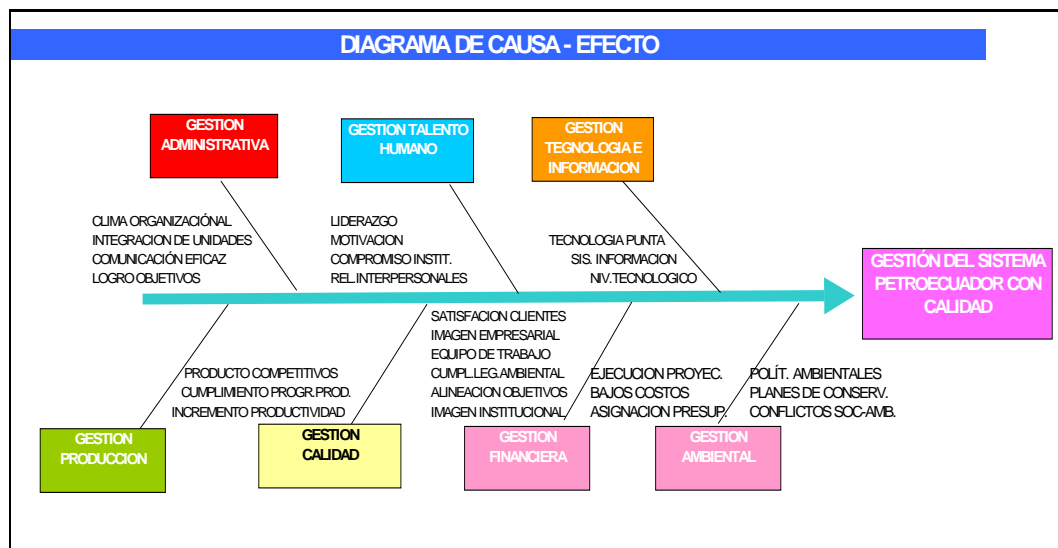 DIAGRAMA DE CAUSA - EFECTO
GESTION
ADMINISTRATIVA
GESTION TALENTO
HUMANO
GESTION
TEGNOLOGIA E
INFORMACION
CLIMA ORGANIZACIÓNAL
INTEGRACION DE UNIDADES
COMUNICACIÓN EFICAZ
LOGRO OBJETIVOS
LIDERAZGO
MOTIVACION
COMPROMISO INSTIT.
REL.INTERPERSONALES
TECNOLOGIA PUNTA
SIS. INFORMACION
NIV.TECNOLOGICO
GESTIÓN DEL SISTEMA
PETROECUADOR CON
CALIDAD
PRODUCTO COMPETITIVOS
CUMPLIMIENTO PROGR.PROD.
INCREMENTO PRODUCTIVIDAD
SATISFACION CLIENTES
IMAGEN EMPRESARIAL
EQUIPO DE TRABAJO
CUMPL.LEG.AMBIENTAL
ALINEACION OBJETIVOS
IMAGEN INSTITUCIONAL
EJECUCION PROYEC.
BAJOS COSTOS
ASIGNACION PRESUP.
POLÍT. AMBIENTALES
PLANES DE CONSERV.
CONFLICTOS SOC-AMB.
GESTION
PRODUCCION
GESTION
CALIDAD
GESTION
FINANCIERA
GESTION
AMBIENTAL